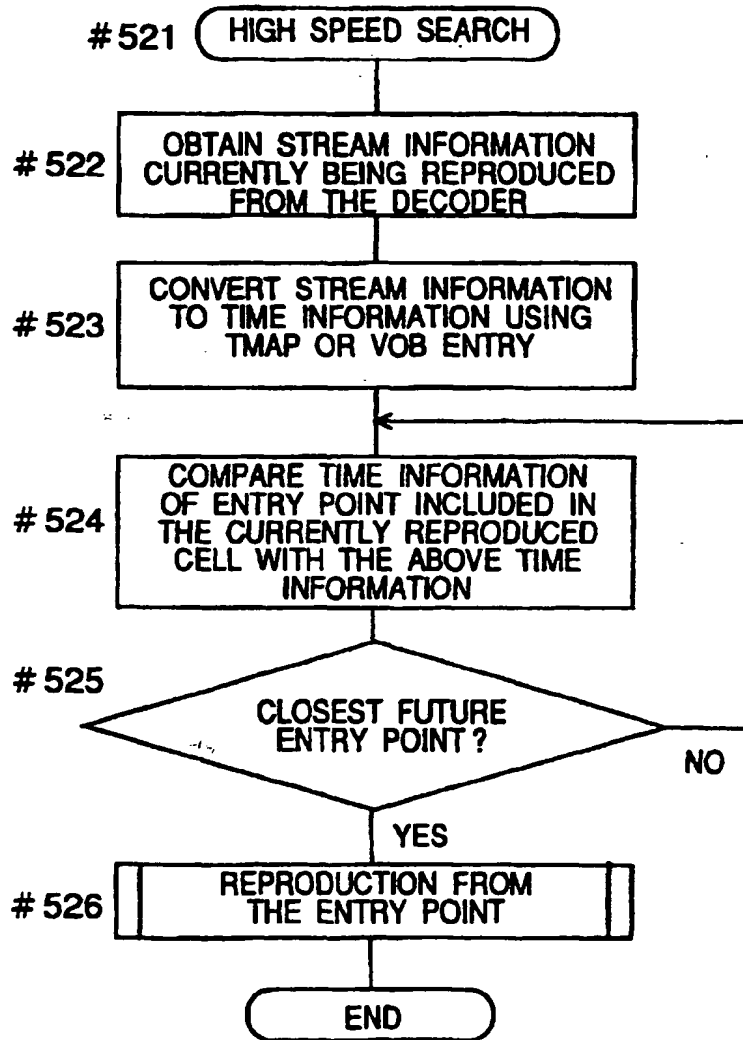 #521
HIGH SPEED SEARCH
#522
OBTAIN STREAM INFORMATION
CURRENTLY BEING REPRODUCED
FROM THE DECODER
#523
CONVERT STREAM INFORMATION
TO TIME INFORMATION USING
TMAP OR VOB ENTRY
#524
COMPARE TIME INFORMATION
OF ENTRY POINT INCLUDED IN
THE CURRENTLY REPRODUCED
CELL WITH THE ABOVE TIME
INFORMATION
#525
CLOSEST FUTURE
ENTRY POINT?
NO
YES
#526
REPRODUCTION FROM
THE ENTRY POINT
END